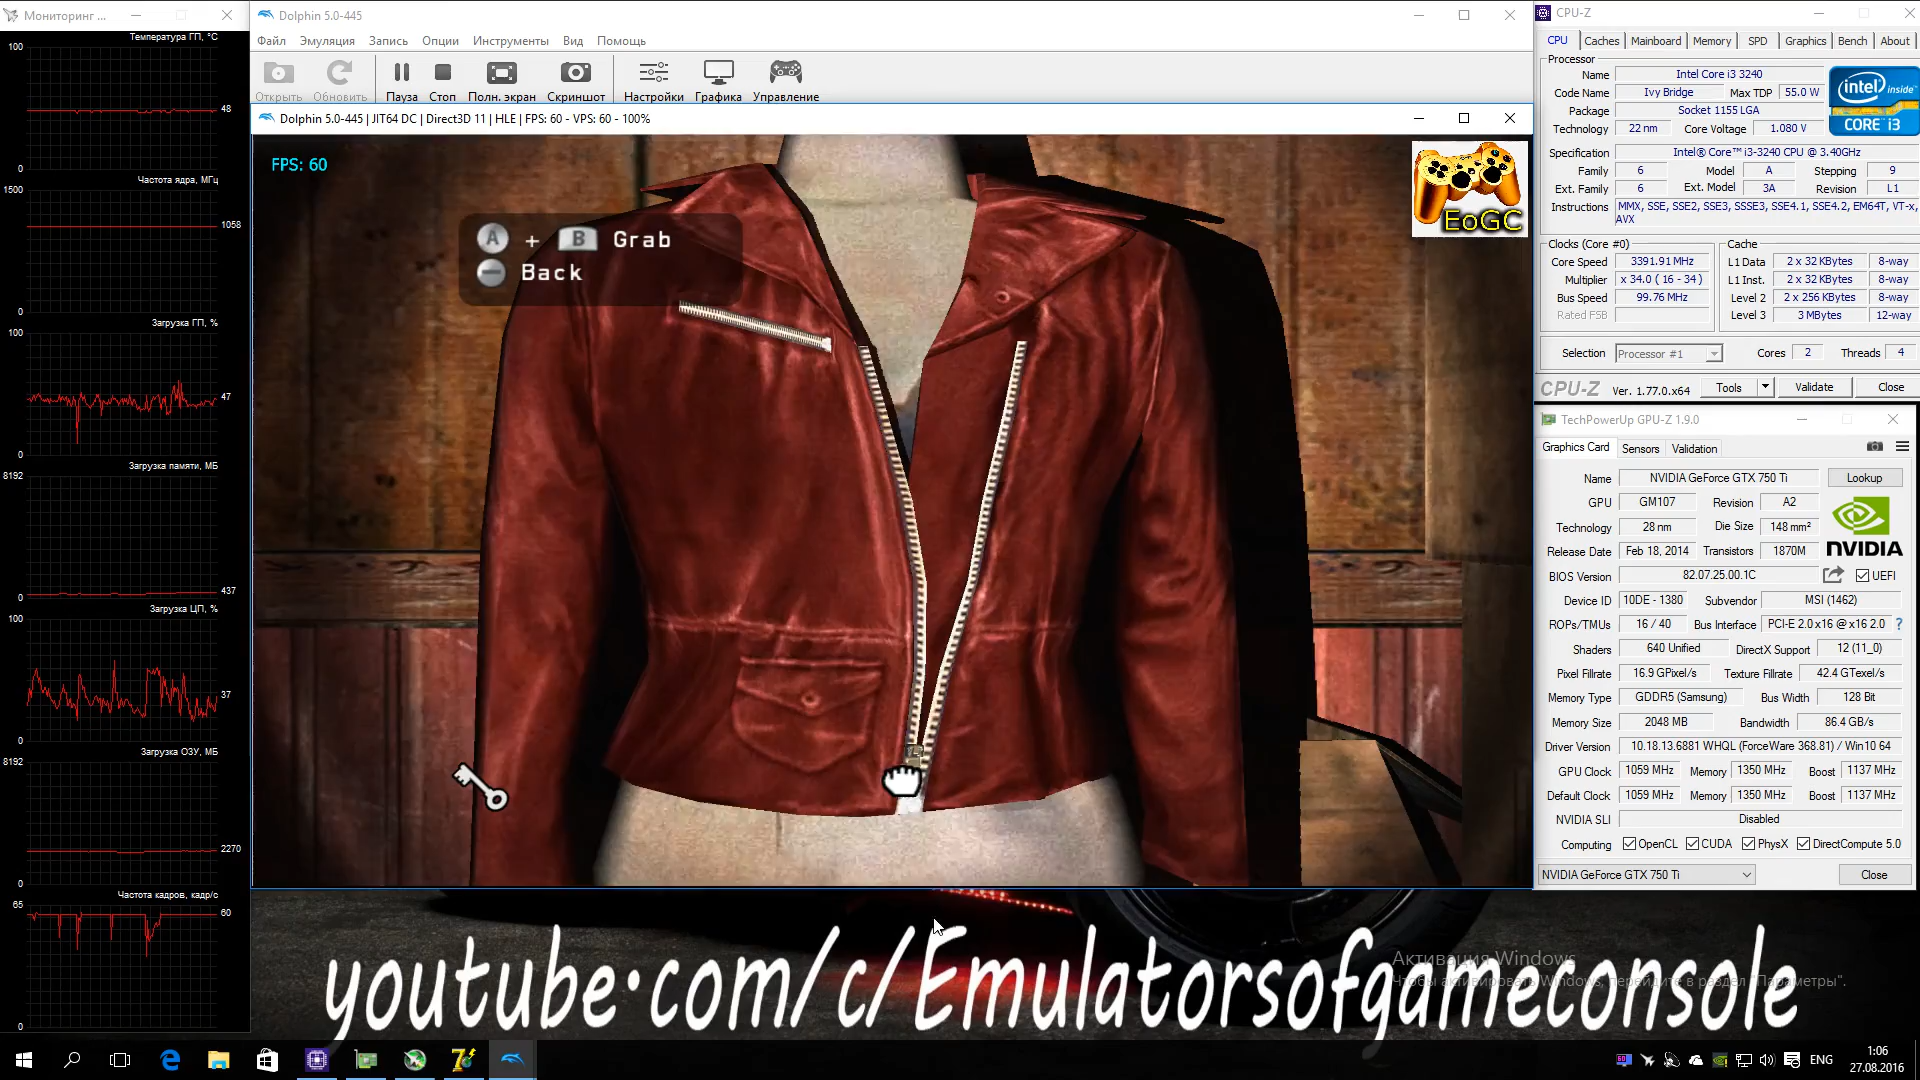 Мониторинг ...
Температура ГП, °C
100
48
0
Частота ядра, МГц
1500
1058
0
Загрузка ГП, %
100
47
0
Загрузка памяти, МБ
8192
437
0
Загрузка ЦП, %
100
37
0
Загрузка ОЗУ, МБ
8192
2270
0
Частота кадров, кадр/с
65
60
0
Dolphin 5.0-445
Файл Эмуляция Запись Опции Инструменты Вид Помощь
Открыть Обновить Пауза Стоп Полн. экран Скриншот Настройки Графика Управление
Dolphin 5.0-445 | JIT64 DC | Direct3D 11 | HLE | FPS: 60 - VPS: 60 - 100%
FPS: 60
A + B Grab
Back
EoGC
CPU-Z
CPU Caches Mainboard Memory SPD Graphics Bench About
Processor
Name Intel Core i3 3240
Code Name Ivy Bridge Max TDP 55.0 W
Package Socket 1155 LGA
Technology 22 nm Core Voltage 1.080 V
intel inside™
CORE i3
Specification Intel® Core™ i3-3240 CPU @ 3.40GHz
Family 6 Model A Stepping 9
Ext. Family 6 Ext. Model 3A Revision L1
Instructions MMX, SSE, SSE2, SSE3, SSSE3, SSE4.1, SSE4.2, EM64T, VT-x,
AVX
Clocks (Core #0) Cache
Core Speed 3391.91 MHz L1 Data 2 x 32 KBytes 8-way
Multiplier x 34.0 ( 16 - 34 ) L1 Inst. 2 x 32 KBytes 8-way
Bus Speed 99.76 MHz Level 2 2 x 256 KBytes 8-way
Rated FSB Level 3 3 MBytes 12-way
Selection Processor #1 Cores 2 Threads 4
CPU-Z Ver. 1.77.0.x64 Tools Validate Close
TechPowerUp GPU-Z 1.9.0
Graphics Card Sensors Validation
Name NVIDIA GeForce GTX 750 Ti Lookup
GPU GM107 Revision A2
Technology 28 nm Die Size 148 mm²
Release Date Feb 18, 2014 Transistors 1870M
NVIDIA
BIOS Version 82.07.25.00.1C UEFI
Device ID 10DE - 1380 Subvendor MSI (1462)
ROPs/TMUs 16 / 40 Bus Interface PCI-E 2.0 x16 @ x16 2.0 ?
Shaders 640 Unified DirectX Support 12 (11_0)
Pixel Fillrate 16.9 GPixel/s Texture Fillrate 42.4 GTexel/s
Memory Type GDDR5 (Samsung) Bus Width 128 Bit
Memory Size 2048 MB Bandwidth 86.4 GB/s
Driver Version 10.18.13.6881 WHQL (ForceWare 368.81) / Win10 64
GPU Clock 1059 MHz Memory 1350 MHz Boost 1137 MHz
Default Clock 1059 MHz Memory 1350 MHz Boost 1137 MHz
NVIDIA SLI Disabled
Computing OpenCL CUDA PhysX DirectCompute 5.0
NVIDIA GeForce GTX 750 Ti Close
youtube.com/c/Emulatorsofgameconsole
Активация Windows
Чтобы активировать Windows, перейдите в раздел "Параметры".
ENG
1:06
27.08.2016